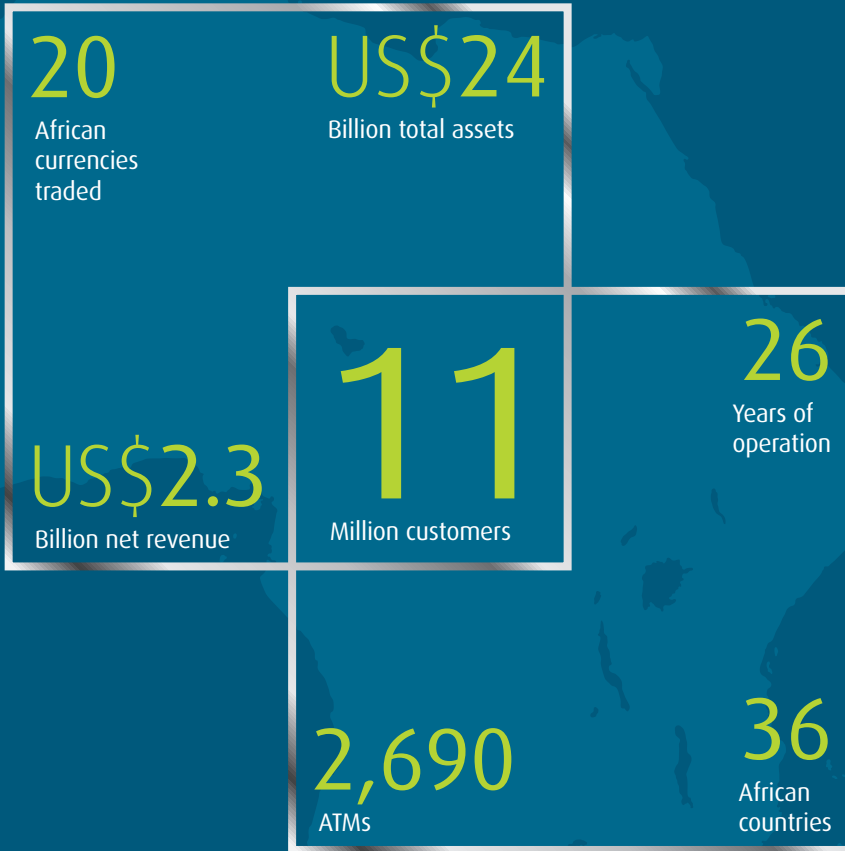 20
African
currencies
traded
US$24
Billion total assets
US$2.3
Billion net revenue
11
Million customers
26
Years of
operation
2,690
ATMs
36
African
countries